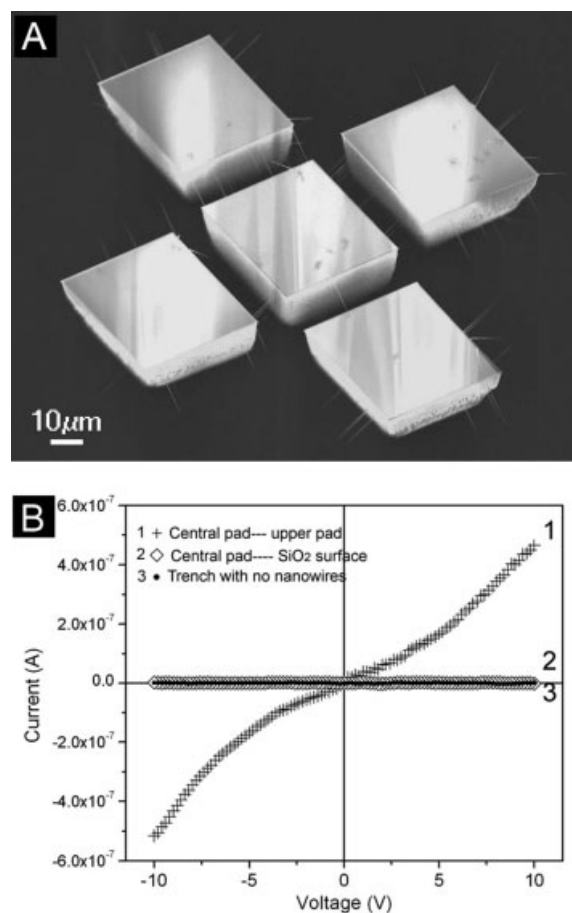 A
10μm
B
6.0x10⁻⁷
4.0x10⁻⁷
2.0x10⁻⁷
0.0
-2.0x10⁻⁷
-4.0x10⁻⁷
-6.0x10⁻⁷
Current (A)
1 + Central pad--- upper pad
2 ◇ Central pad---- SiO₂ surface
3 • Trench with no nanowires
1
2
3
-10 -5 0 5 10
Voltage (V)